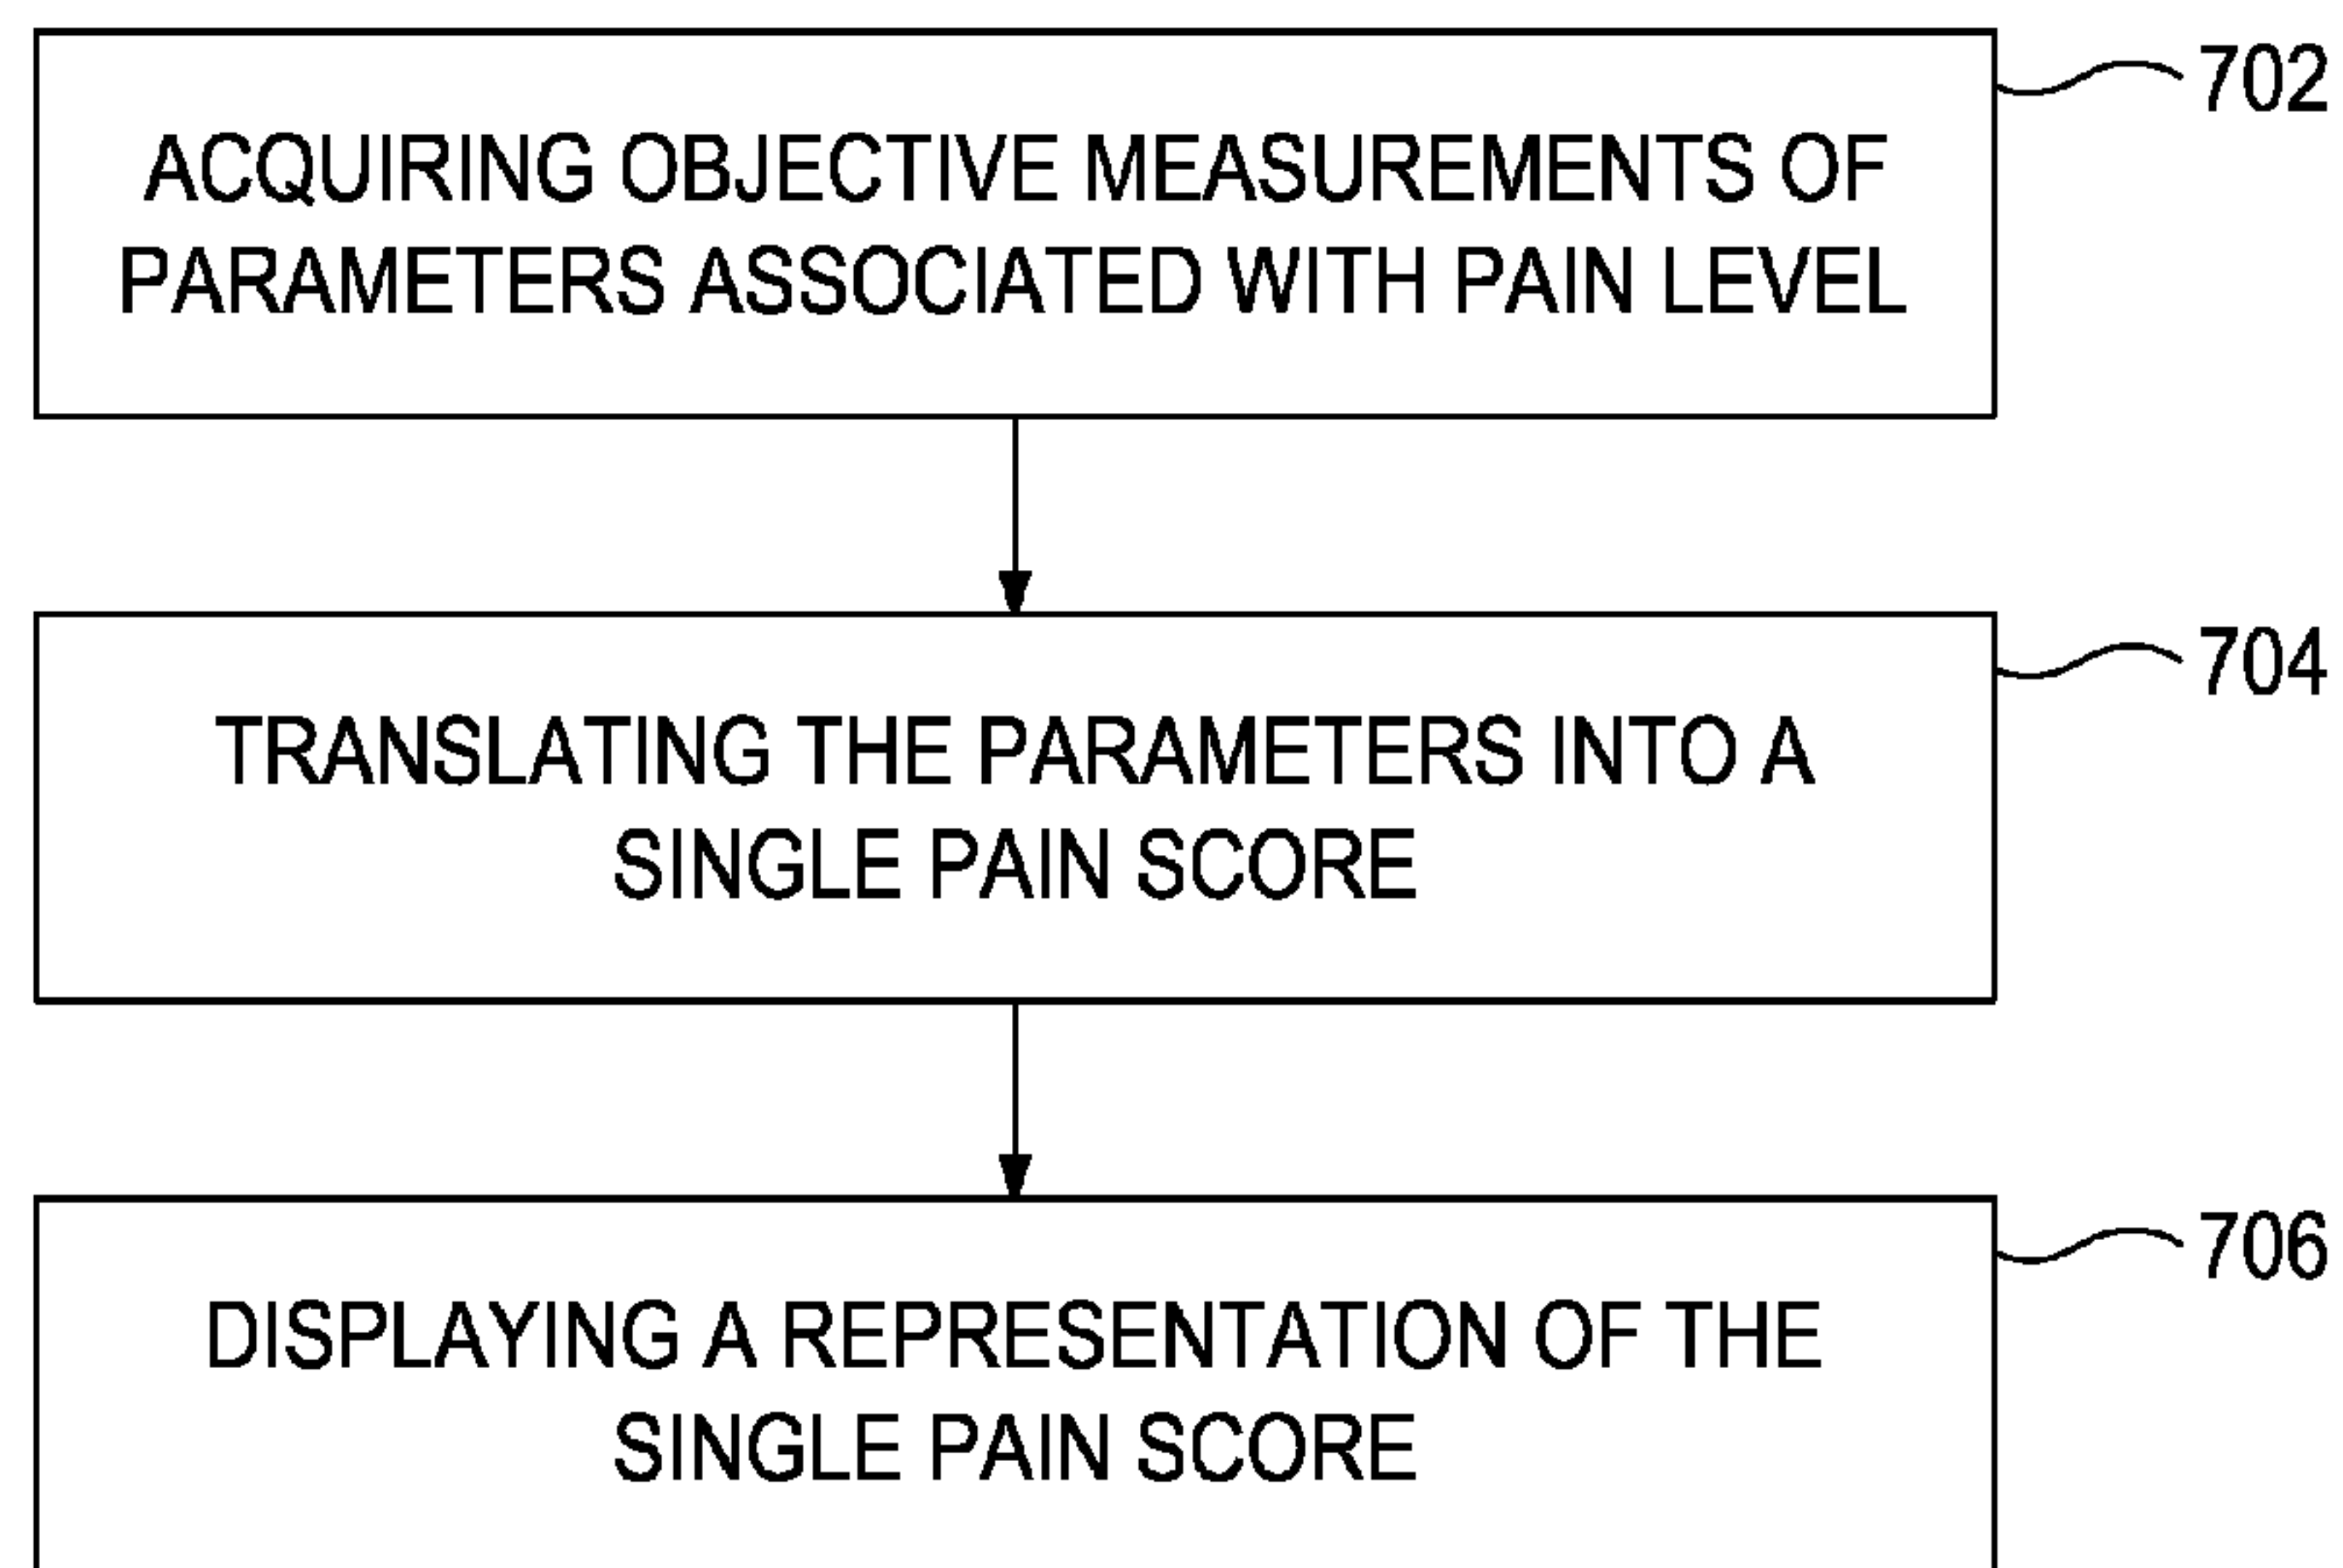 702
ACQUIRING OBJECTIVE MEASUREMENTS OF
PARAMETERS ASSOCIATED WITH PAIN LEVEL
704
TRANSLATING THE PARAMETERS INTO A
SINGLE PAIN SCORE
706
DISPLAYING A REPRESENTATION OF THE
SINGLE PAIN SCORE